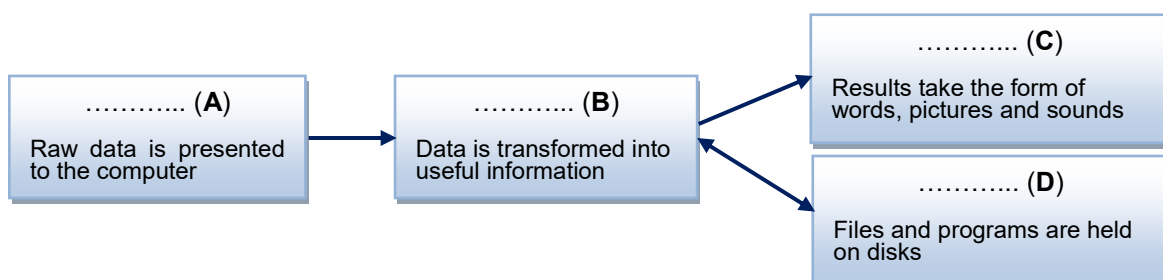 ………... (A)
Raw data is presented
to the computer
………... (B)
Data is transformed into
useful information
………... (C)
Results take the form of
words, pictures and sounds
………... (D)
Files and programs are held
on disks